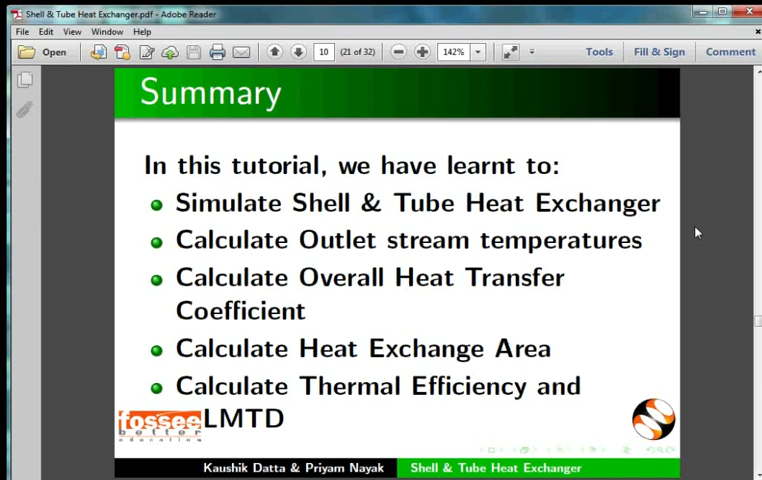 Shell & Tube Heat Exchanger.pdf - Adobe Reader
File Edit View Window Help
Open 10 (21 of 32) 142% Tools Fill & Sign Comment
Summary
In this tutorial, we have learnt to:
Simulate Shell & Tube Heat Exchanger
Calculate Outlet stream temperatures
Calculate Overall Heat Transfer
Coefficient
Calculate Heat Exchange Area
Calculate Thermal Efficiency and
LMTD
fossee
better
education
Kaushik Datta & Priyam Nayak Shell & Tube Heat Exchanger